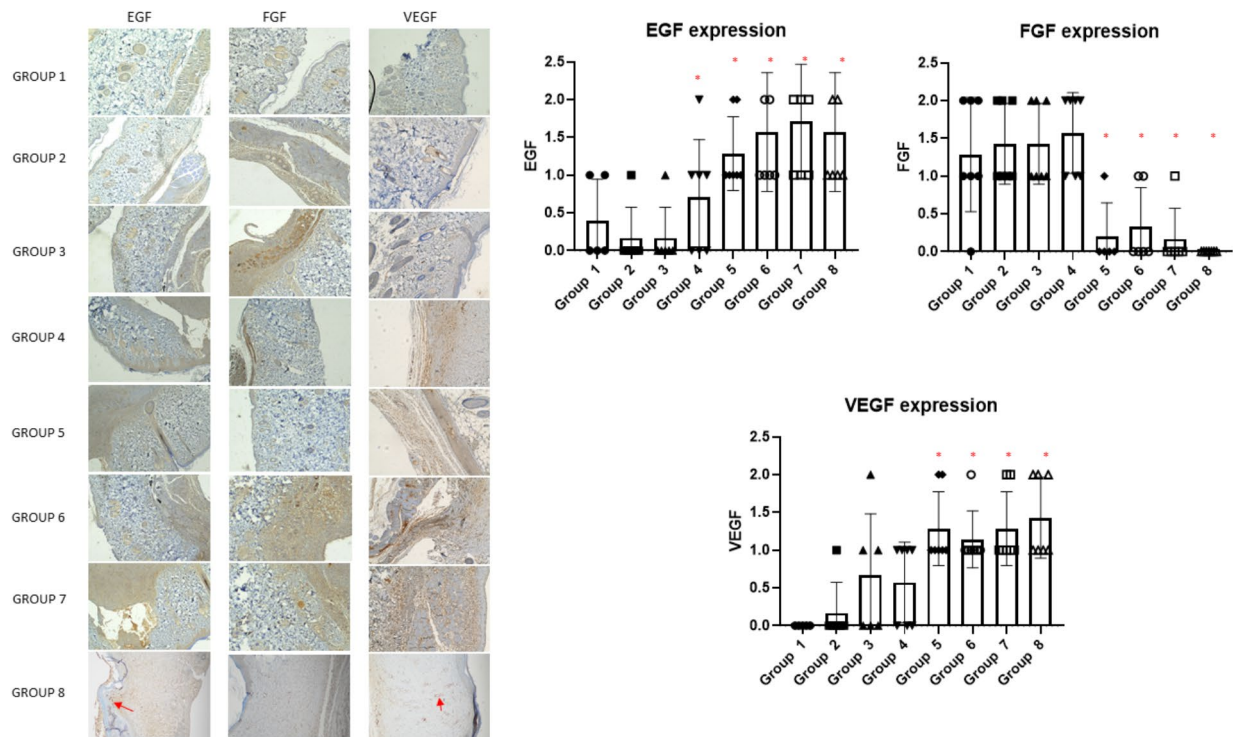 EGF FGF VEGF
GROUP 1
GROUP 2
GROUP 3
GROUP 4
GROUP 5
GROUP 6
GROUP 7
GROUP 8
EGF expression
EGF
2.5
2.0
1.5
1.0
0.5
0.0
* * * * *
Group 1
Group 2
Group 3
Group 4
Group 5
Group 6
Group 7
Group 8
FGF expression
FGF
2.5
2.0
1.5
1.0
0.5
0.0
* * * *
Group 1
Group 2
Group 3
Group 4
Group 5
Group 6
Group 7
Group 8
VEGF expression
VEGF
2.5
2.0
1.5
1.0
0.5
0.0
* * * *
Group 1
Group 2
Group 3
Group 4
Group 5
Group 6
Group 7
Group 8